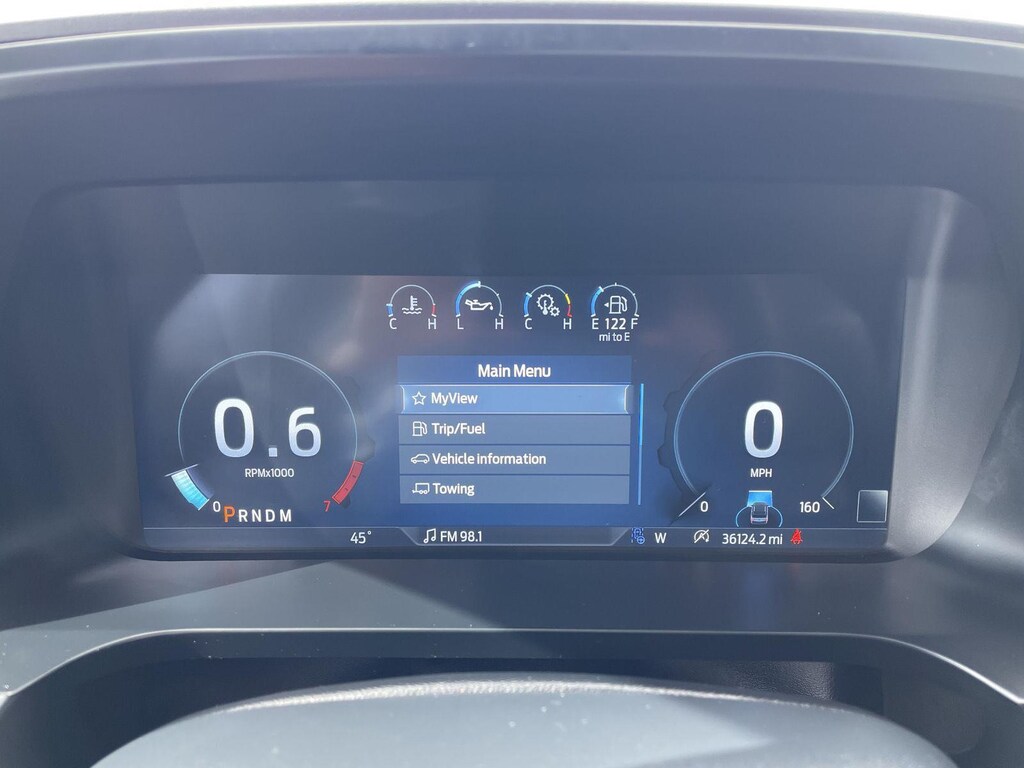 C H
L H
C H
E 122 F
mi to E
Main Menu
MyView
Trip/Fuel
Vehicle information
Towing
0.6
RPMx1000
0
7
PRNDM
0
MPH
0
160
45°
FM 98.1
W
36124.2 mi